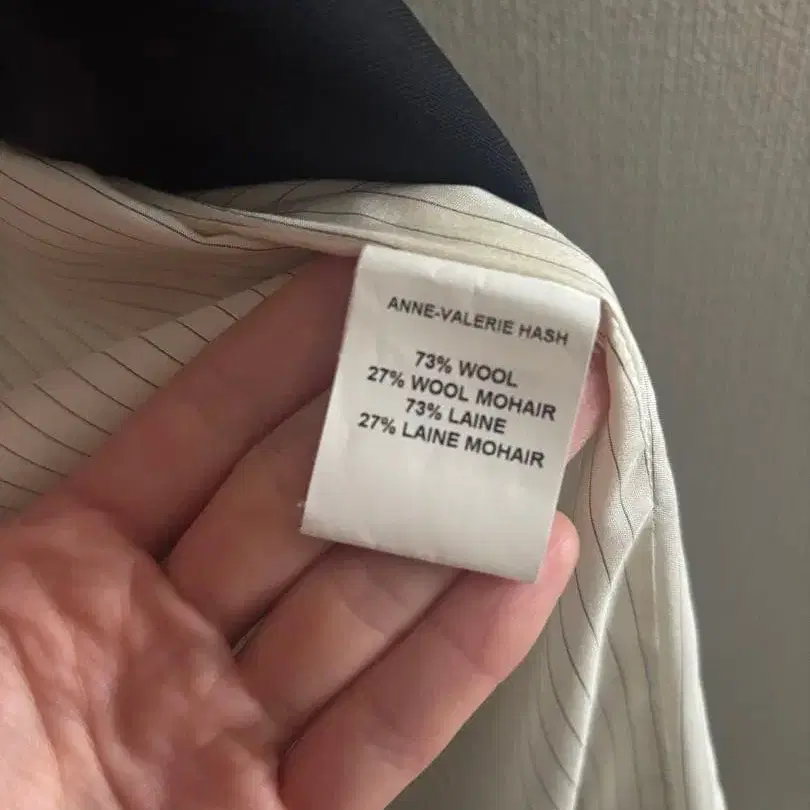 ANNE-VALERIE HASH
73% WOOL
27% WOOL MOHAIR
73% LAINE
27% LAINE MOHAIR